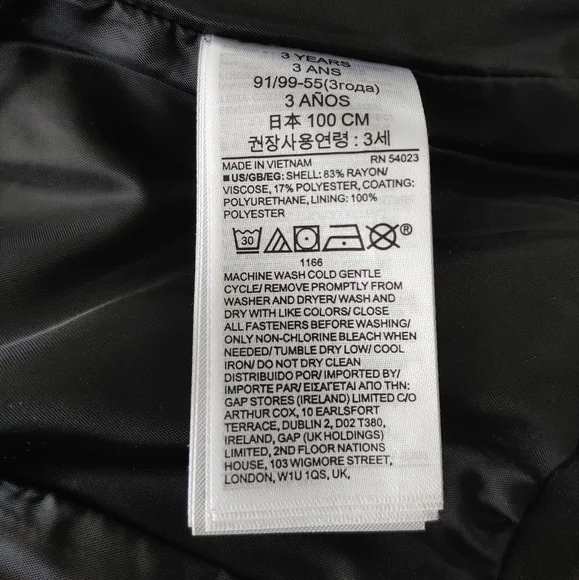 3 YEARS
3 ANS
91/99-55(3года)
3 AÑOS
日本 100 CM
권장사용연령 : 3세
MADE IN VIETNAM RN 54023
■ US/GB/EG: SHELL: 83% RAYON/
VISCOSE, 17% POLYESTER, COATING:
POLYURETHANE, LINING: 100%
POLYESTER
30 ®
1166
MACHINE WASH COLD GENTLE
CYCLE/ REMOVE PROMPTLY FROM
WASHER AND DRYER/ WASH AND
DRY WITH LIKE COLORS/ CLOSE
ALL FASTENERS BEFORE WASHING/
ONLY NON-CHLORINE BLEACH WHEN
NEEDED/ TUMBLE DRY LOW/ COOL
IRON/ DO NOT DRY CLEAN
DISTRIBUIDO POR/IMPORTED BY/
IMPORTE PAR/ ΕΙΣΑΓΕΤΑΙ ΑΠΟ ΤΗΝ:
GAP STORES (IRELAND) LIMITED C/O
ARTHUR COX, 10 EARLSFORT
TERRACE, DUBLIN 2, D02 T380,
IRELAND, GAP (UK HOLDINGS)
LIMITED, 2ND FLOOR NATIONS
HOUSE, 103 WIGMORE STREET,
LONDON, W1U 1QS, UK,